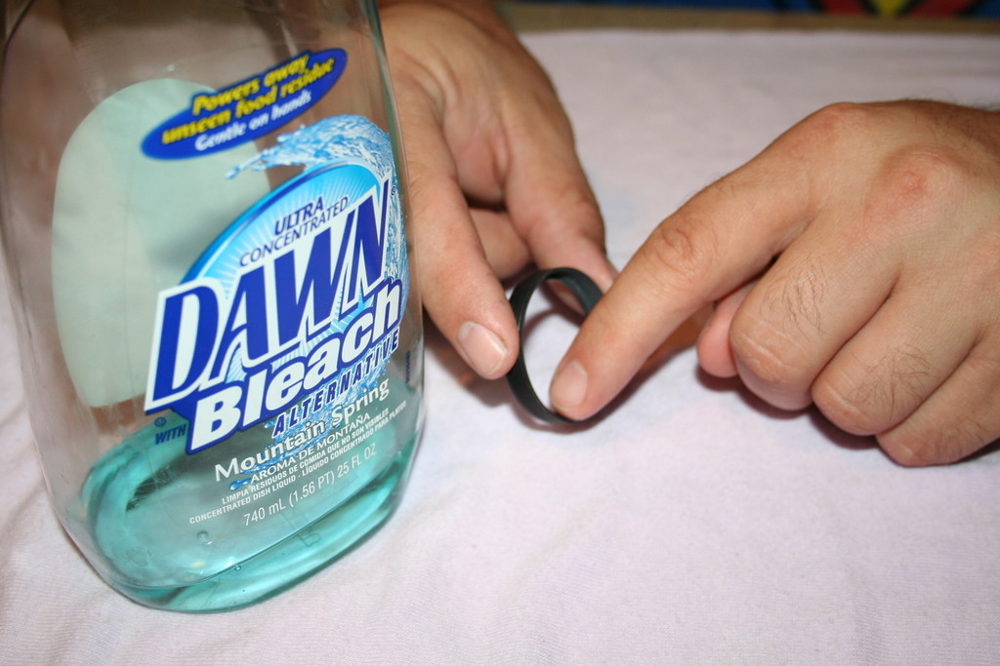 Powers away
unseen food residue
Gentle on hands
ULTRA
CONCENTRATED
DAWN
WITH Bleach
ALTERNATIVE
Mountain Spring
AROMA DE MONTAÑA
LIMPIA RESIDUOS DE COMIDA QUE NO SON VISIBLES
CONCENTRATED DISH LIQUID · LÍQUIDO CONCENTRADO PARA PLATOS
740 mL (1.56 PT) 25 FL OZ